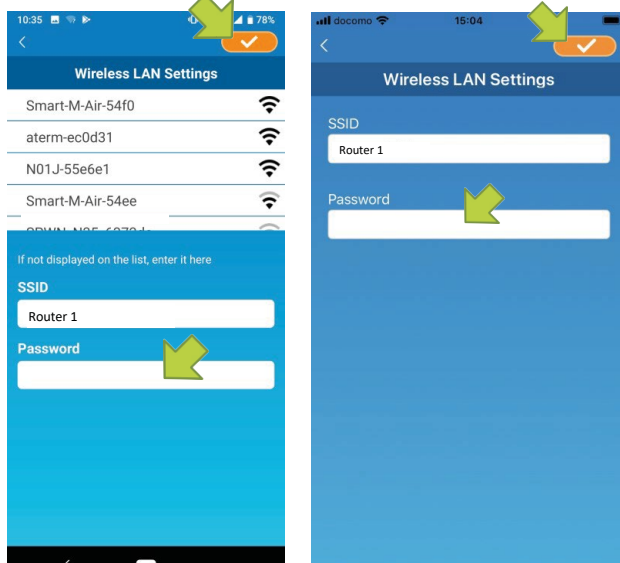 10:35
78%
Wireless LAN Settings
Smart-M-Air-54f0
aterm-ec0d31
N01J-55e6e1
Smart-M-Air-54ee
If not displayed on the list, enter it here
SSID
Router 1
Password
docomo 15:04
Wireless LAN Settings
SSID
Router 1
Password